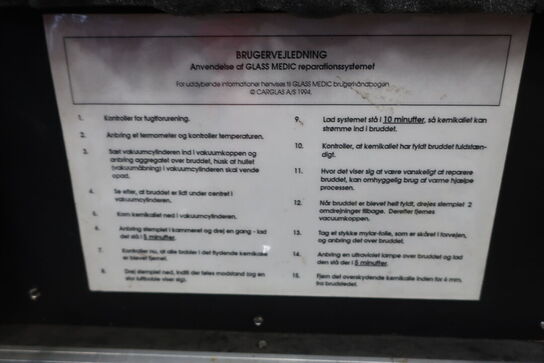 BRUGERVEJLEDNING
Anvendelse af GLASS MEDIC reparationssystemet
For uddybende informationer henvises til GLASS MEDIC brugerhåndbogen
© CARGLAS A/S 1994.
1. Kontroller for fugtforurening.
2. Anbring et termometer og kontroller temperaturen.
3. Sæt vakuumcylinderen ind i vakuumkoppen og
anbring aggregatet over bruddet, husk at hullet
(vakuumåbning) i vakuumcylinderen skal vende
opad.
4. Se efter, at bruddet er lidt under centret i
vakuumcylinderen.
5. Kom kemikaliet ned i vakuumcylinderen.
6. Anbring stemplet i kammeret og drej en gang - lad
det stå i 5 minutter.
7. Kontroller nu, at alle bobler i det flydende kemikalie
er blevet fjernet.
8. Drej stemplet ned, indtil der føles modstand og en
stor luftboble viser sig.
9. Lad systemet stå i 10 minutter, så kemikaliet kan
strømme ind i bruddet.
10. Kontroller, at kemikaliet har fyldt bruddet fuldstæn-
digt.
11. Hvor det viser sig at være vanskeligt at reparere
bruddet, kan omhyggelig brug af varme hjælpe
processen.
12. Når bruddet er blevet helt fyldt, drejes stemplet 2
omdrejninger tilbage. Derefter fjernes
vacuumkoppen.
13. Tag et stykke mylar-folie, som er skåret i forvejen,
og anbring det over bruddet.
14. Anbring en ultraviolet lampe over bruddet og lad
den stå der i 5 minutter.
15. Fjern det overskydende kemikalie inden for 6 mm.
fra brudstedet.